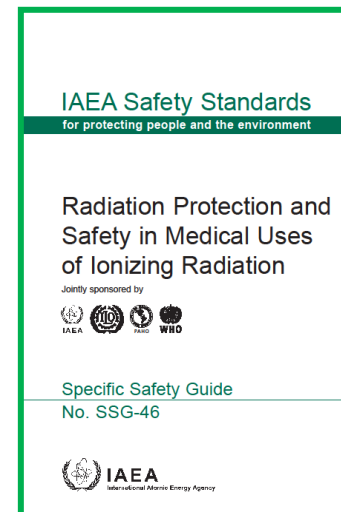 IAEA Safety Standards
for protecting people and the environment
Radiation Protection and
Safety in Medical Uses
of Ionizing Radiation
Jointly sponsored by
IAEA ILO PAHO WHO
Specific Safety Guide
No. SSG-46
IAEA
International Atomic Energy Agency